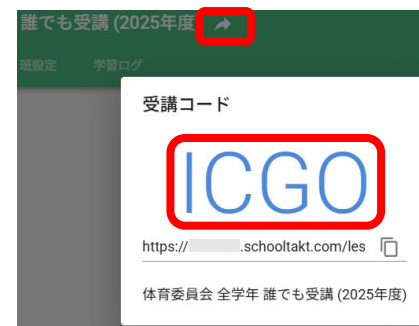 誰でも受講 (2025年度
班設定 学習ログ
受講コード
ICGO
https:// .schooltakt.com/les
体育委員会 全学年 誰でも受講 (2025年度)